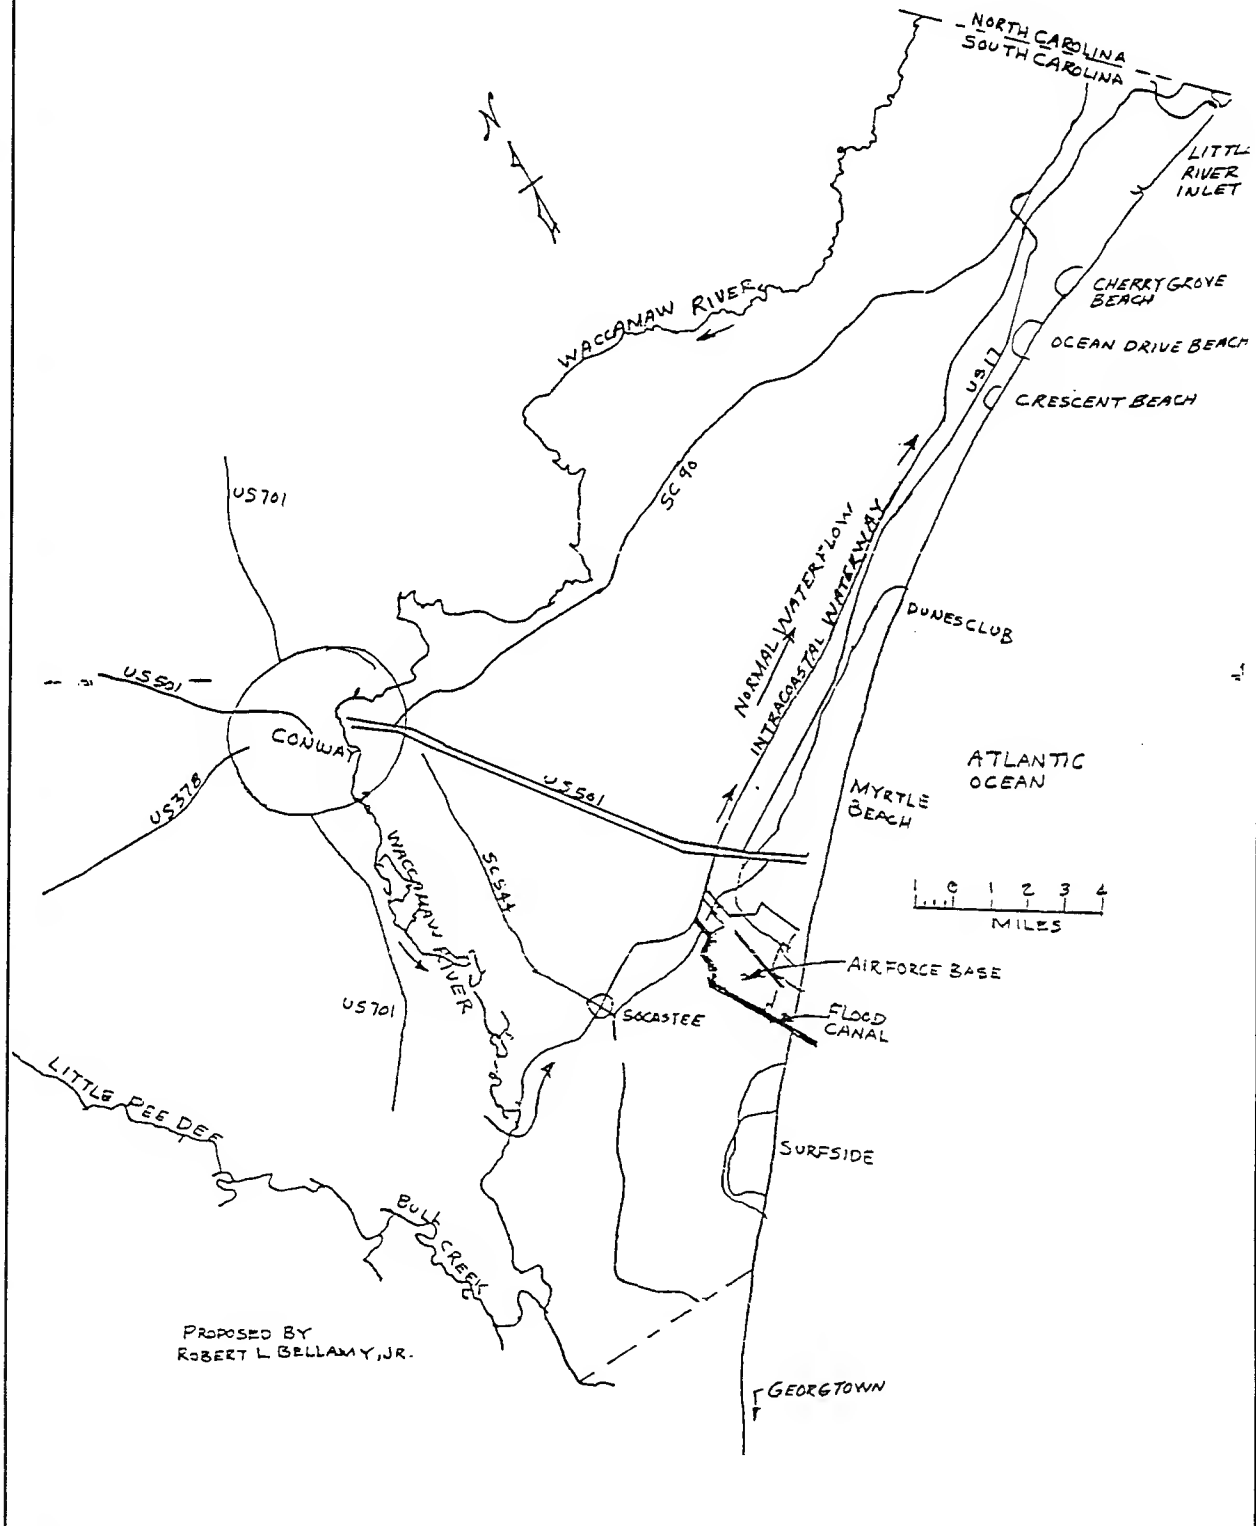 NORTH CAROLINA
SOUTH CAROLINA
N
LITTLE
RIVER
INLET
WACCAMAW RIVER
CHERRY GROVE
BEACH
OCEAN DRIVE BEACH
US 17
CRESCENT BEACH
SC 90
US 701
NORMAL WATERFLOW
INTRACOASTAL WATERWAY
DUNES CLUB
US 501
CONWAY
US 378
US 501
ATLANTIC
OCEAN
MYRTLE
BEACH
WACCAMAW RIVER
SC 544
1 0 1 2 3 4
MILES
AIRFORCE BASE
US 701
SOCASTEE
FLOOD
CANAL
LITTLE PEE DEE
SURFSIDE
BULL CREEK
PROPOSED BY
ROBERT L BELLAMY, JR.
GEORGTOWN